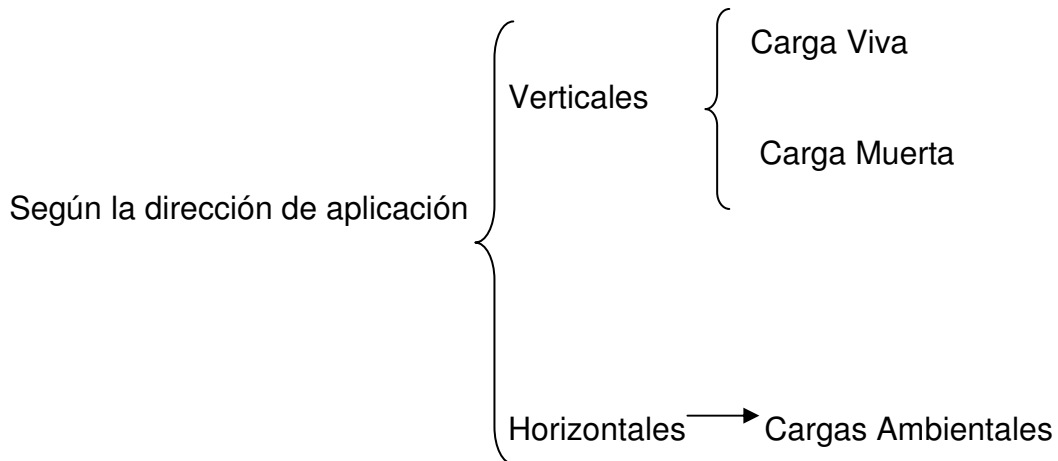 Según la dirección de aplicación
Verticales
Carga Viva
Carga Muerta
Horizontales
Cargas Ambientales